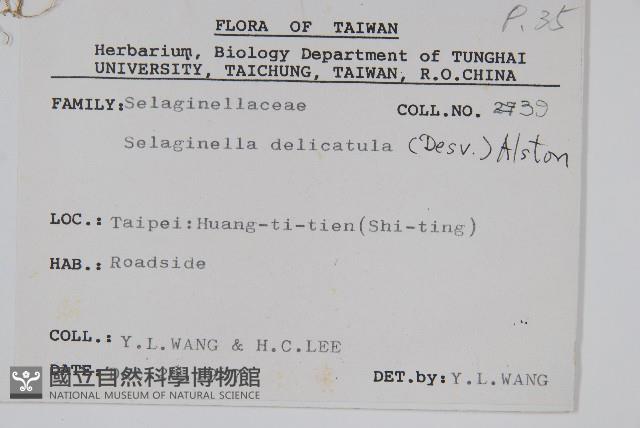 P. 35
FLORA OF TAIWAN
Herbarium, Biology Department of TUNGHAI
UNIVERSITY, TAICHUNG, TAIWAN, R.O.CHINA
FAMILY:Selaginellaceae COLL.NO. 2739
Selaginella delicatula (Desv.) Alston
LOC.: Taipei:Huang-ti-tien(Shi-ting)
HAB.: Roadside
COLL.: Y.L.WANG & H.C.LEE
DATE:
DET.by: Y.L.WANG
國立自然科學博物館
NATIONAL MUSEUM OF NATURAL SCIENCE